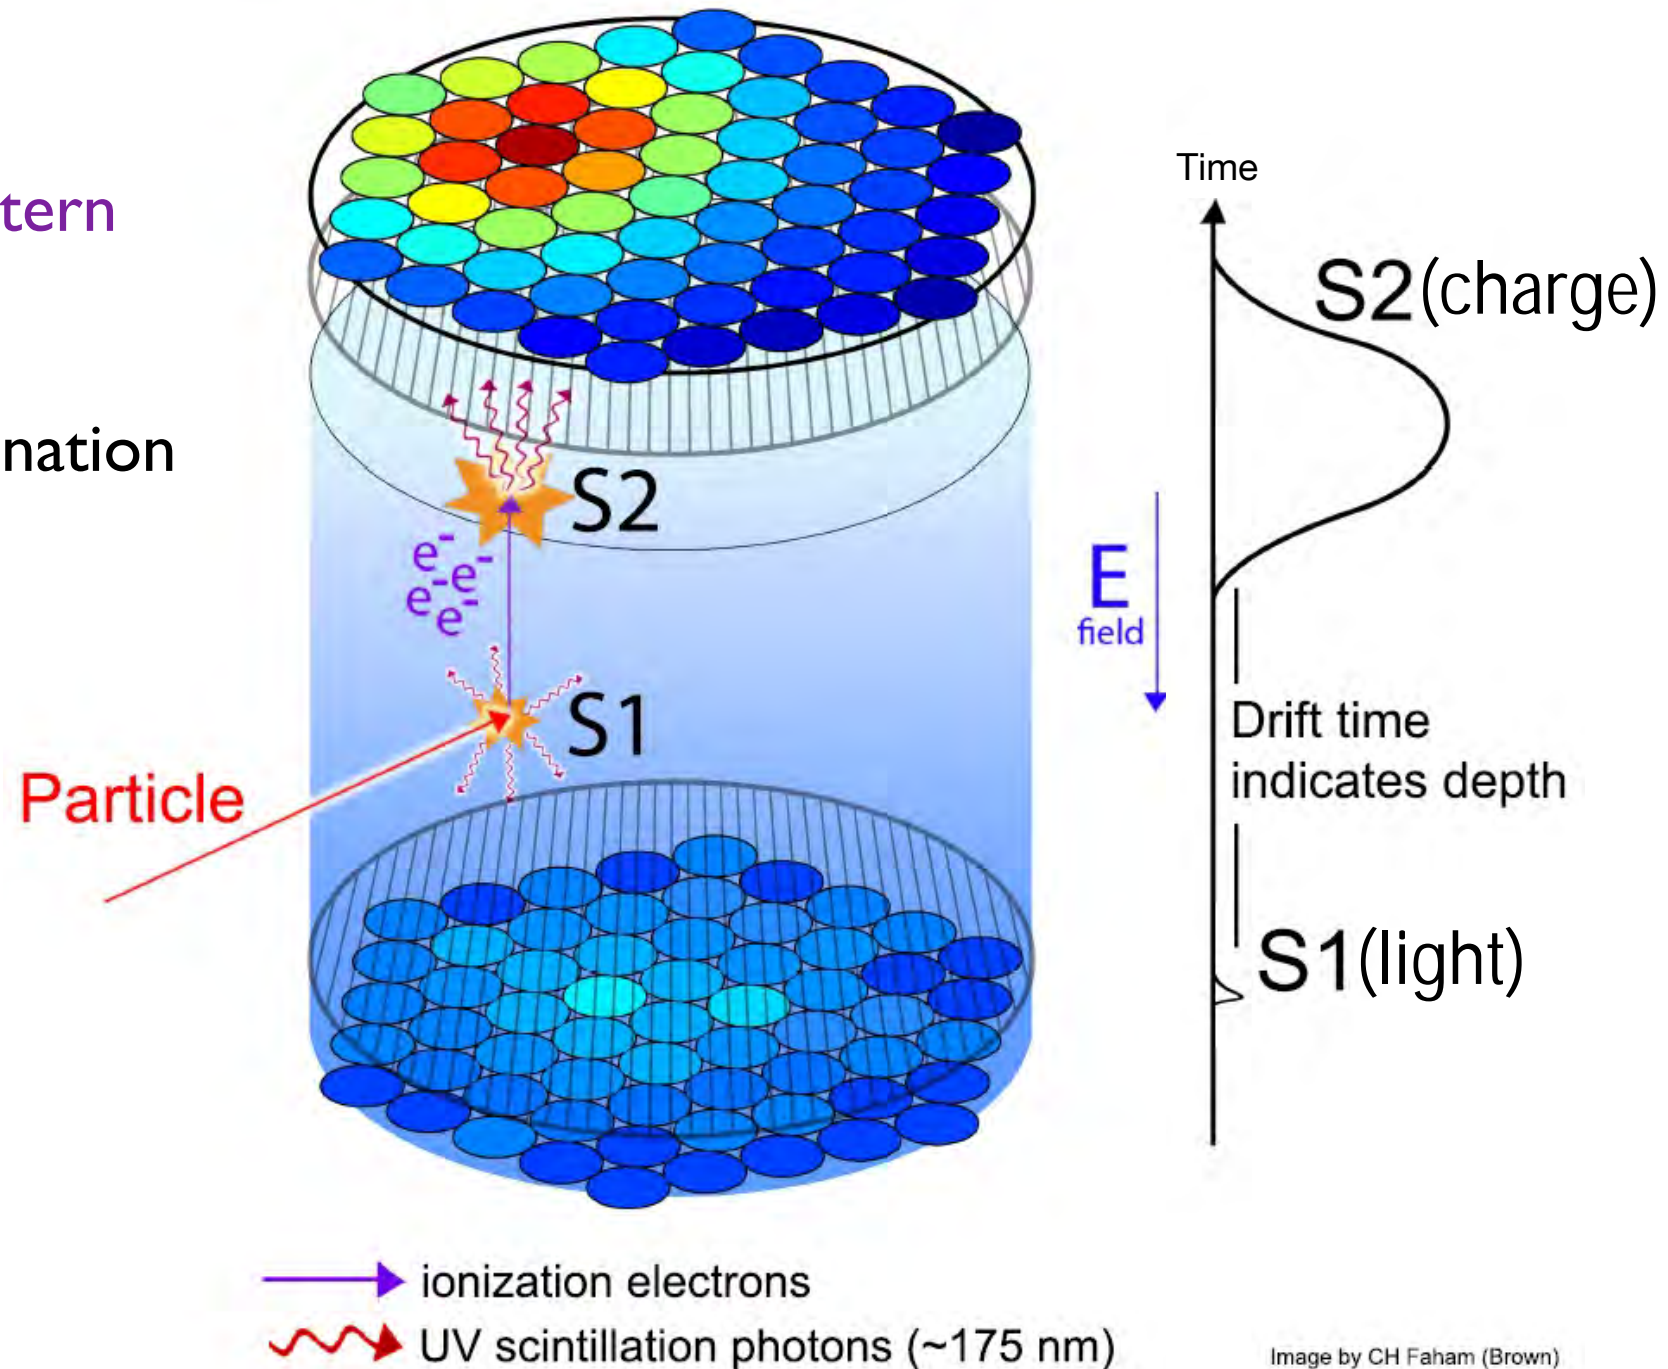 tern
nation
Time
S2 (charge)
S2
e- e- e- e-
E
field
S1
Drift time
indicates depth
Particle
S1 (light)
ionization electrons
UV scintillation photons (~175 nm)
Image by CH Faham (Brown)